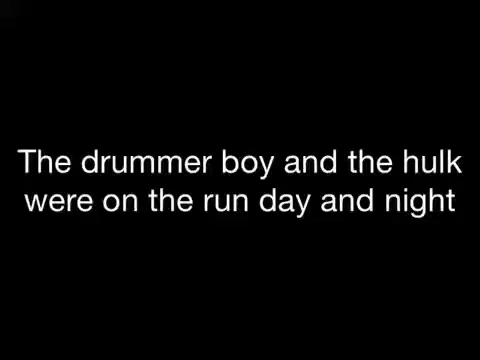 The drummer boy and the hulk
were on the run day and night